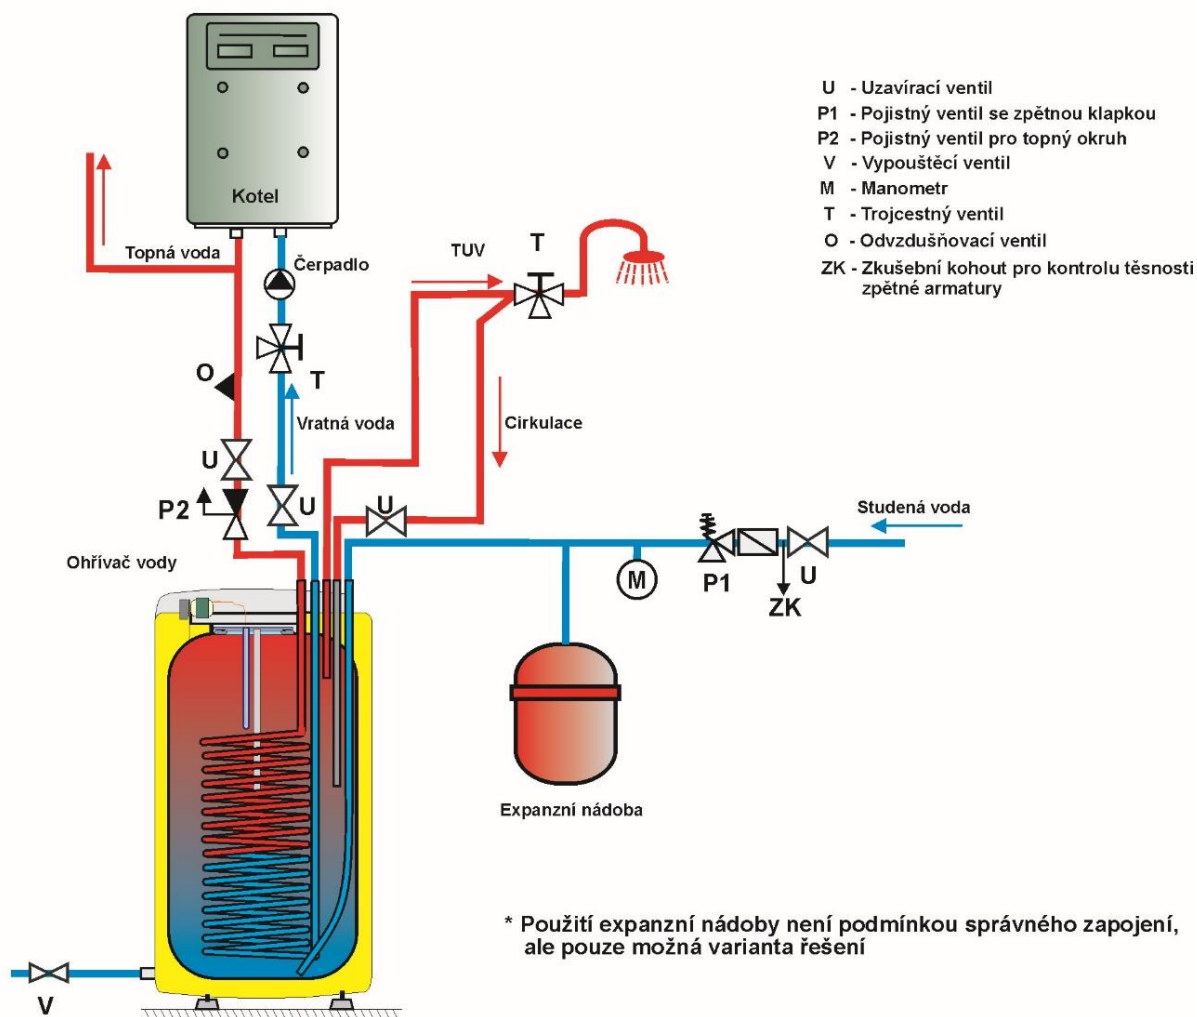 Kotel
Topná voda
Čerpadlo
TUV
T
O
T
Vratná voda
Cirkulace
U
P2
U
U
Studená voda
Ohřívač vody
M
P1
U
ZK
Expanzní nádoba
V
U - Uzavírací ventil
P1 - Pojistný ventil se zpětnou klapkou
P2 - Pojistný ventil pro topný okruh
V - Vypouštěcí ventil
M - Manometr
T - Trojcestný ventil
O - Odvzdušňovací ventil
ZK - Zkušební kohout pro kontrolu těsnosti
zpětné armatury
* Použití expanzní nádoby není podmínkou správného zapojení,
ale pouze možná varianta řešení